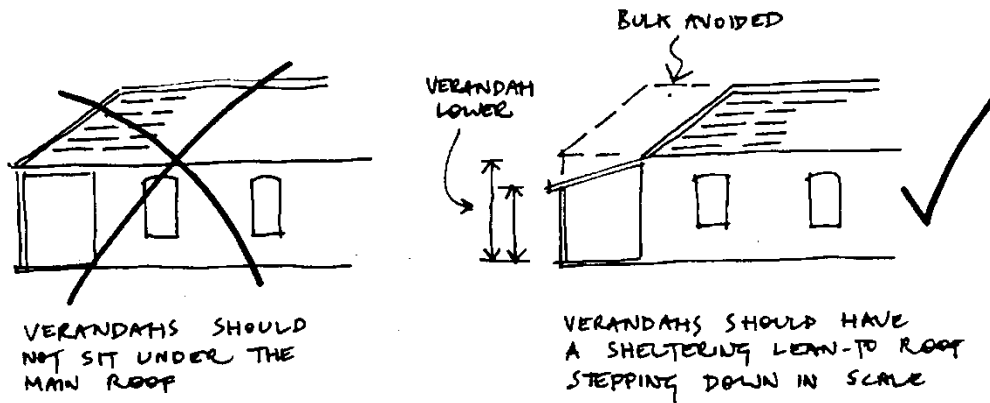 BULK AVOIDED
VERANDAH
LOWER
VERANDAHS SHOULD
NOT SIT UNDER THE
MAIN ROOF
VERANDAHS SHOULD HAVE
A SHELTERING LEAN-TO ROOF
STEPPING DOWN IN SCALE